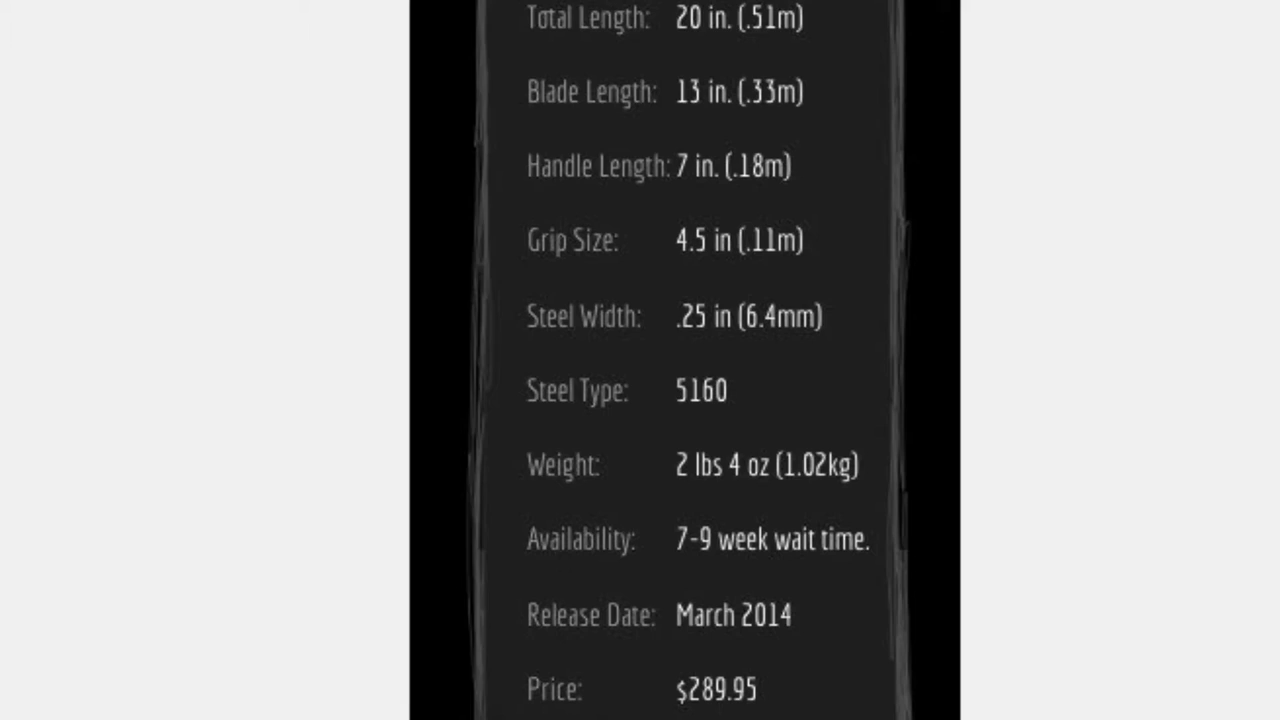 Total Length: 20 in. (.51m)
Blade Length: 13 in. (.33m)
Handle Length: 7 in. (.18m)
Grip Size: 4.5 in (.11m)
Steel Width: .25 in (6.4mm)
Steel Type: 5160
Weight: 2 lbs 4 oz (1.02kg)
Availability: 7-9 week wait time.
Release Date: March 2014
Price: $289.95